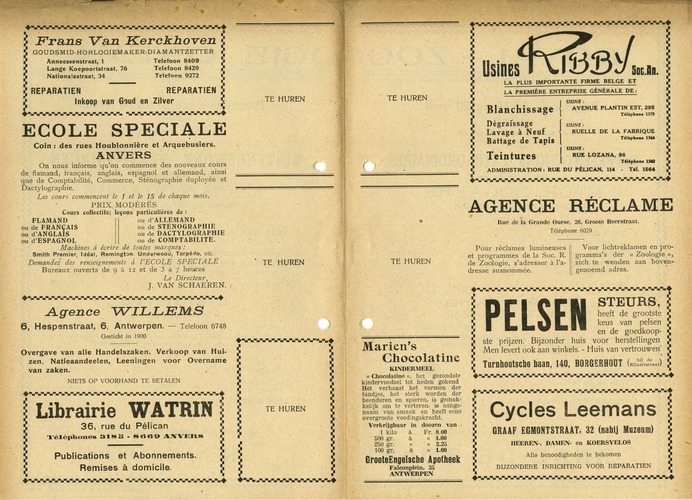 Frans Van Kerckhoven
GOUDSMID-HORLOGIEMAKER-DIAMANTZETTER
Anneessenstraat, 1 Telefoon 8409
Lange Koepoortstraat, 76 Telefoon 8429
Nationalestraat, 34 Telefoon 9272
REPARATIEN REPARATIEN
Inkoop van Goud en Zilver
ECOLE SPECIALE
Coin : des rues Houblonnière et Arquebusiers.
ANVERS
On nous informe qu'on commence des nouveaux cours
de flamand, français, anglais, espagnol et allemand, ainsi
que de Comptabilité, Commerce, Sténographie duployée et
Dactylographie.
Les cours commencent le 1 et le 15 de chaque mois.
PRIX MODÉRÉS
Cours collectifs; leçons particulières de :
FLAMAND ou d'ALLEMAND
ou de FRANÇAIS ou de STENOGRAPHIE
ou d'ANGLAIS ou de DACTYLOGRAPHIE
ou d'ESPAGNOL ou de COMPTABILITÉ.
Machines à écrire de toutes marques :
Smith Premier, Idéal, Remington, Underwood, Torpédo, etc.
Demandez des renseignements à l'ECOLE SPECIALE
Bureaux ouverts de 9 à 12 et de 3 à 7 heures
Le Directeur,
J. VAN SCHAEREN.
Agence WILLEMS
6, Hespenstraat, 6, Antwerpen. — Telefoon 6748
Gesticht in 1900
Overgave van alle Handelszaken. Verkoop van Hui-
zen, Natieaandeelen, Leeningen voor Overname
van zaken.
NIETS OP VOORHAND TE BETALEN
Librairie WATRIN
36, rue du Pélican
Téléphones 3183 - 8669 ANVERS
Publications et Abonnements.
Remises à domicile.
TE HUREN
TE HUREN
TE HUREN
TE HUREN
TE HUREN
Marien's
Chocolatine
KINDERMEEL
« Chocolatine », het gezondste
kindervoedsel tot heden gekend
Het verhaast het vormen der
tandjes, het sterk worden der
beenderen en spieren, is gemak-
kelijk om te verteren. is aange-
naam van smaak en heeft eene
overgroote voedingskracht.
Verkrijgbaar in doozen van -
1 kilo à Fr. 8.00
500 gr. à » 4.00
250 gr. » » 2.25
100 gr. à » 1.00
GrooteEngelsche Apotheek
Falconplein, 35
ANTWERPEN
Usines RIBBY Soc. An.
LA PLUS IMPORTANTE FIRME BELGE ET
LA PREMIÈRE ENTREPRISE GÉNÉRALE DE :
Blanchissage
USINE :
AVENUE PLANTIN EST, 295
Dégraissage
Lavage à Neuf
Battage de Tapis
USINE :
RUELLE DE LA FABRIQUE
Teintures
USINE :
RUE LOZANA, 96
ADMINISTRATION : RUE DU PÉLICAN, 114 - Tél. 1564
AGENCE RÉCLAME
Rue de la Grande Ourse, 26, Groote Beerstraat.
Téléphone 6029
Pour réclames lumineuses
et programmes de la Soc. R.
de Zoologie, s'adresser à l'a-
dresse susnommée.
Voor lichtreklamen en pro-
gramma's der « Zoologie »,
zich te wenden aan boven-
genoemd adres.
PELSEN
STEURS,
heeft de grootste
keus van pelsen
en de goedkoop-
ste prijzen. Bijzonder huis voor herstellingen
Men levert ook aan winkels. - Huis van vertrouwen
Turnhoutsche baan, 140, BORGERHOUT
Cycles Leemans
GRAAF EGMONTSTRAAT, 32 (nabij Muzeum)
HEEREN-, DAMEN- en KOERSVELOS
Alle benoodigheden te bekomen
BIJZONDERE INRICHTING VOOR REPARATIEN